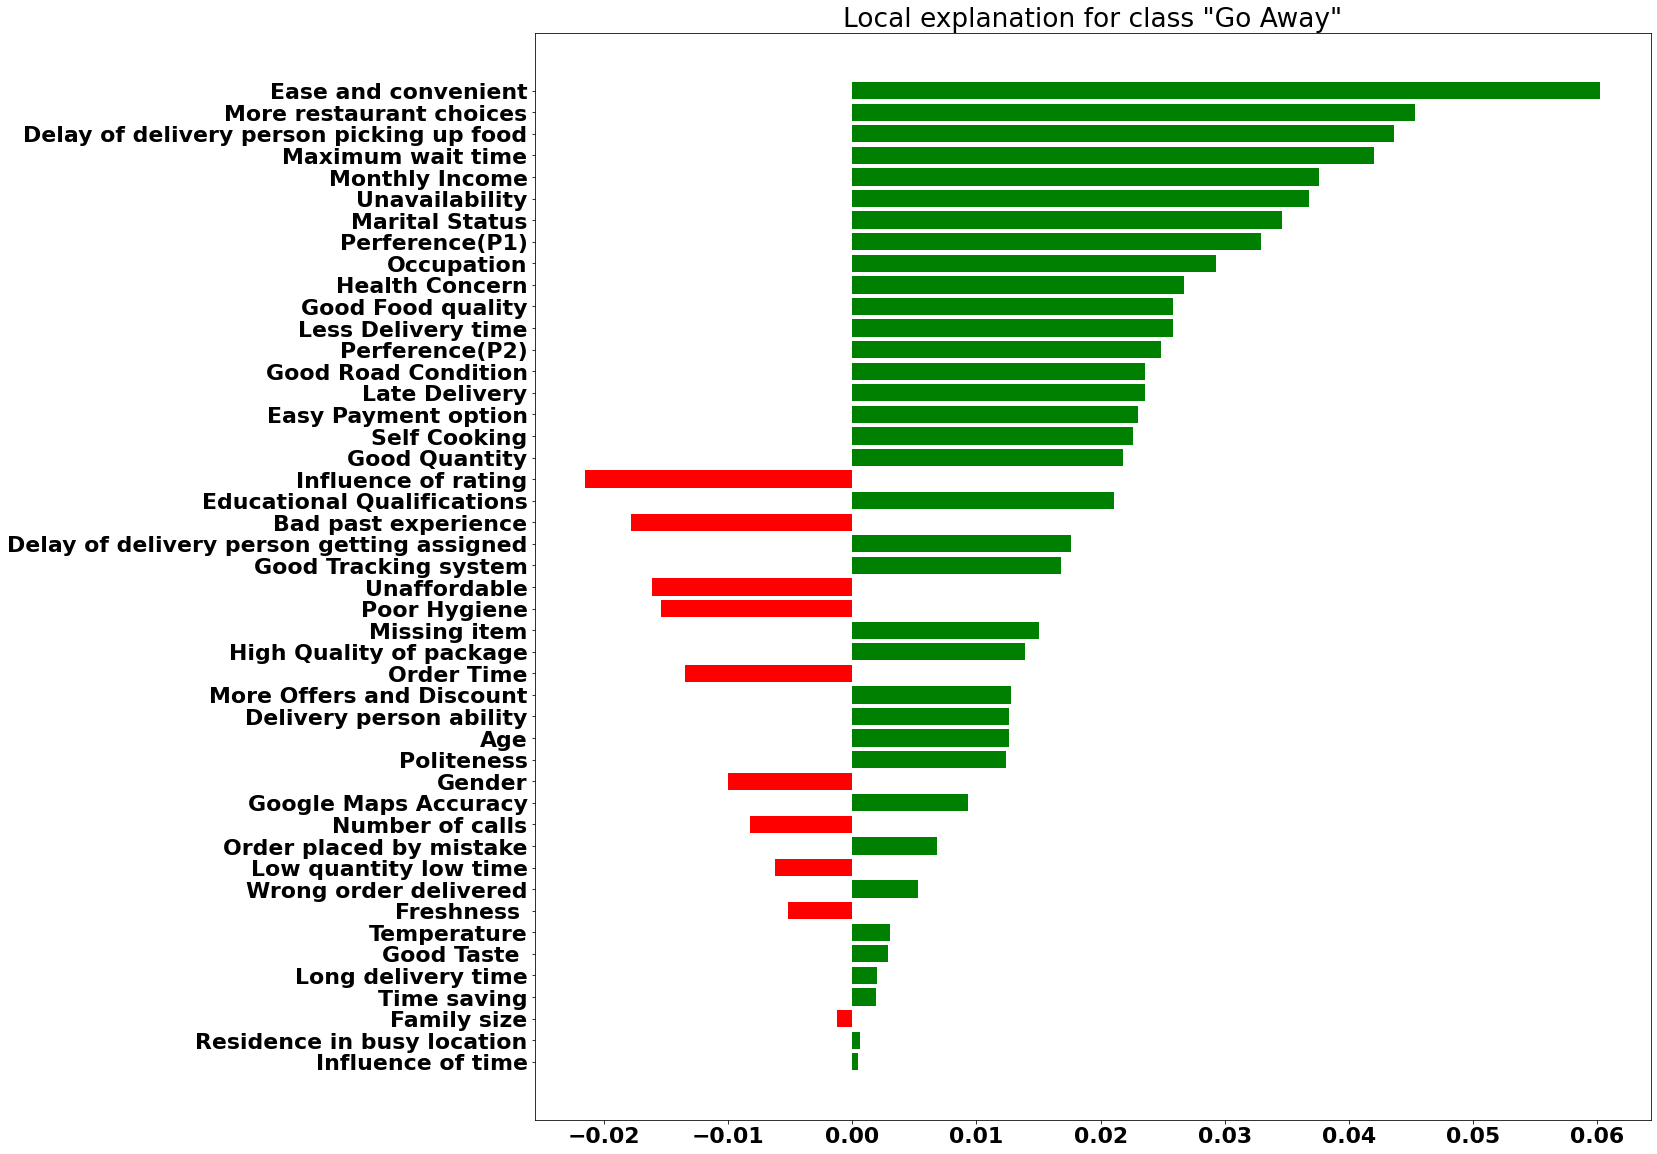 Local explanation for class "Go Away"
Ease and convenient
More restaurant choices
Delay of delivery person picking up food
Maximum wait time
Monthly Income
Unavailability
Marital Status
Perference(P1)
Occupation
Health Concern
Good Food quality
Less Delivery time
Perference(P2)
Good Road Condition
Late Delivery
Easy Payment option
Self Cooking
Good Quantity
Influence of rating
Educational Qualifications
Bad past experience
Delay of delivery person getting assigned
Good Tracking system
Unaffordable
Poor Hygiene
Missing item
High Quality of package
Order Time
More Offers and Discount
Delivery person ability
Age
Politeness
Gender
Google Maps Accuracy
Number of calls
Order placed by mistake
Low quantity low time
Wrong order delivered
Freshness
Temperature
Good Taste
Long delivery time
Time saving
Family size
Residence in busy location
Influence of time
−0.02 −0.01 0.00 0.01 0.02 0.03 0.04 0.05 0.06